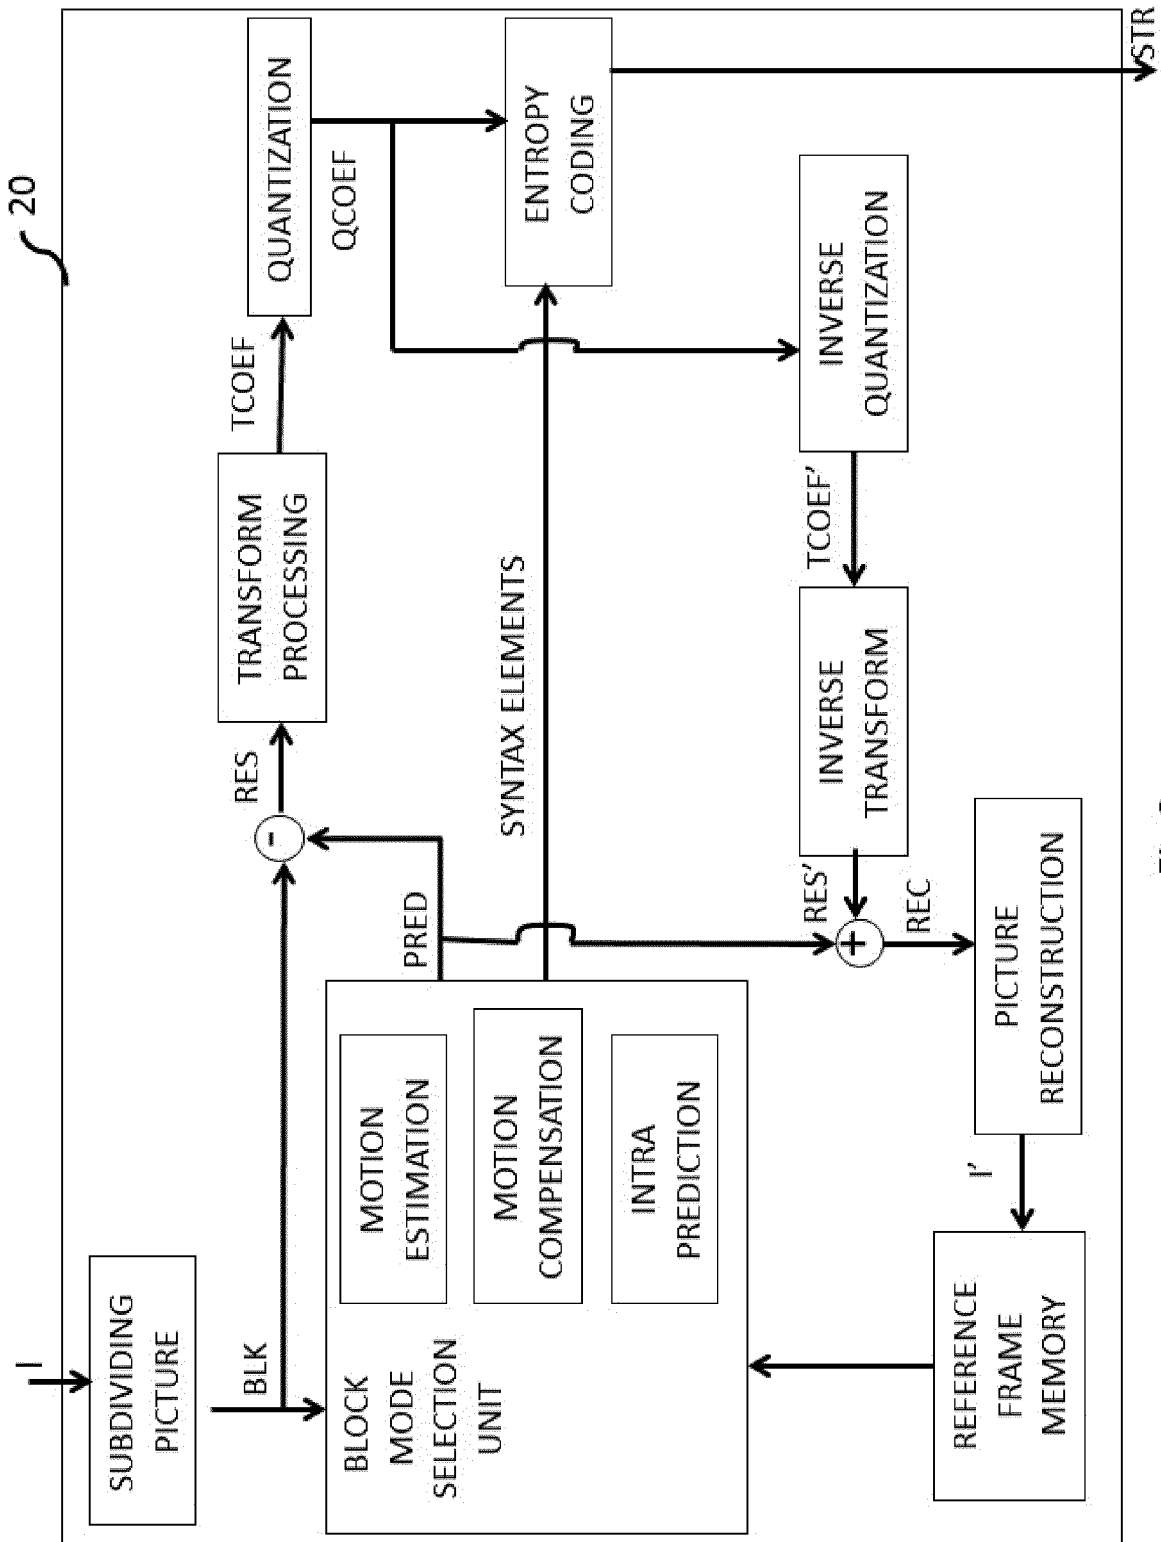 20
I
SUBDIVIDING
PICTURE
BLK
BLOCK
MODE
SELECTION
UNIT
MOTION
ESTIMATION
MOTION
COMPENSATION
INTRA
PREDICTION
PRED
-
RES
TRANSFORM
PROCESSING
TCOEF
QUANTIZATION
QCOEF
SYNTAX ELEMENTS
ENTROPY
CODING
STR
INVERSE
QUANTIZATION
TCOEF'
INVERSE
TRANSFORM
RES'
+
REC
PICTURE
RECONSTRUCTION
I'
REFERENCE
FRAME
MEMORY